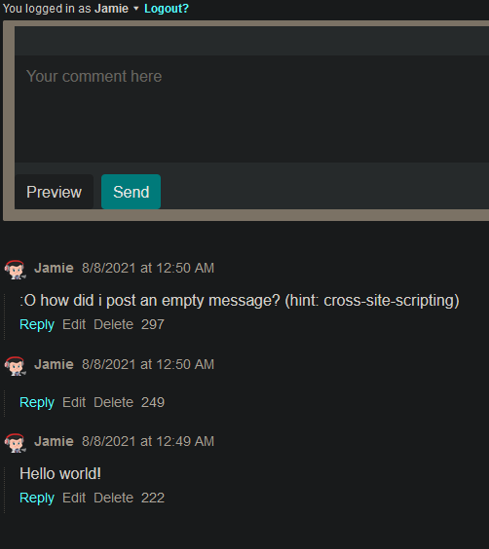 You logged in as Jamie Logout?
Your comment here
Preview Send
Jamie 8/8/2021 at 12:50 AM
:O how did i post an empty message? (hint: cross-site-scripting)
Reply Edit Delete 297
Jamie 8/8/2021 at 12:50 AM
Reply Edit Delete 249
Jamie 8/8/2021 at 12:49 AM
Hello world!
Reply Edit Delete 222